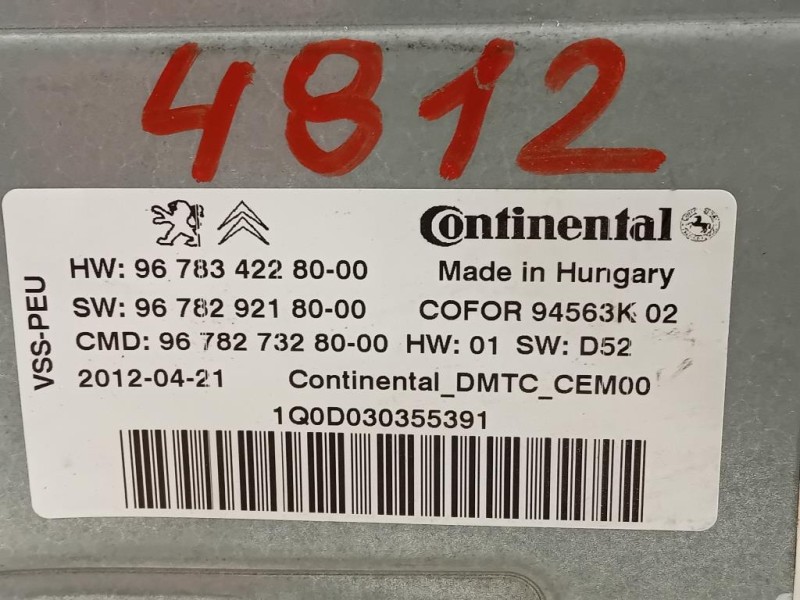 4812
Continental
HW: 96 783 422 80-00
Made in Hungary
SW: 96 782 921 80-00
COFOR 94563K 02
CMD: 96 782 732 80-00 HW: 01 SW: D52
2012-04-21 Continental_DMTC_CEM00
1Q0D030355391
VSS-PEU